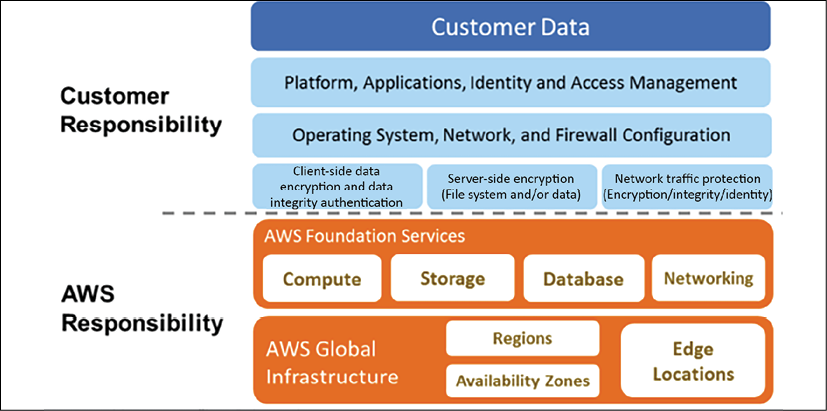 Customer Data
Customer
Responsibility
Platform, Applications, Identity and Access Management
Operating System, Network, and Firewall Configuration
Client-side data
encryption and data
integrity authentication
Server-side encryption
(File system and/or data)
Network traffic protection
(Encryption/integrity/identity)
AWS
Responsibility
AWS Foundation Services
Compute
Storage
Database
Networking
AWS Global
Infrastructure
Regions
Availability Zones
Edge
Locations